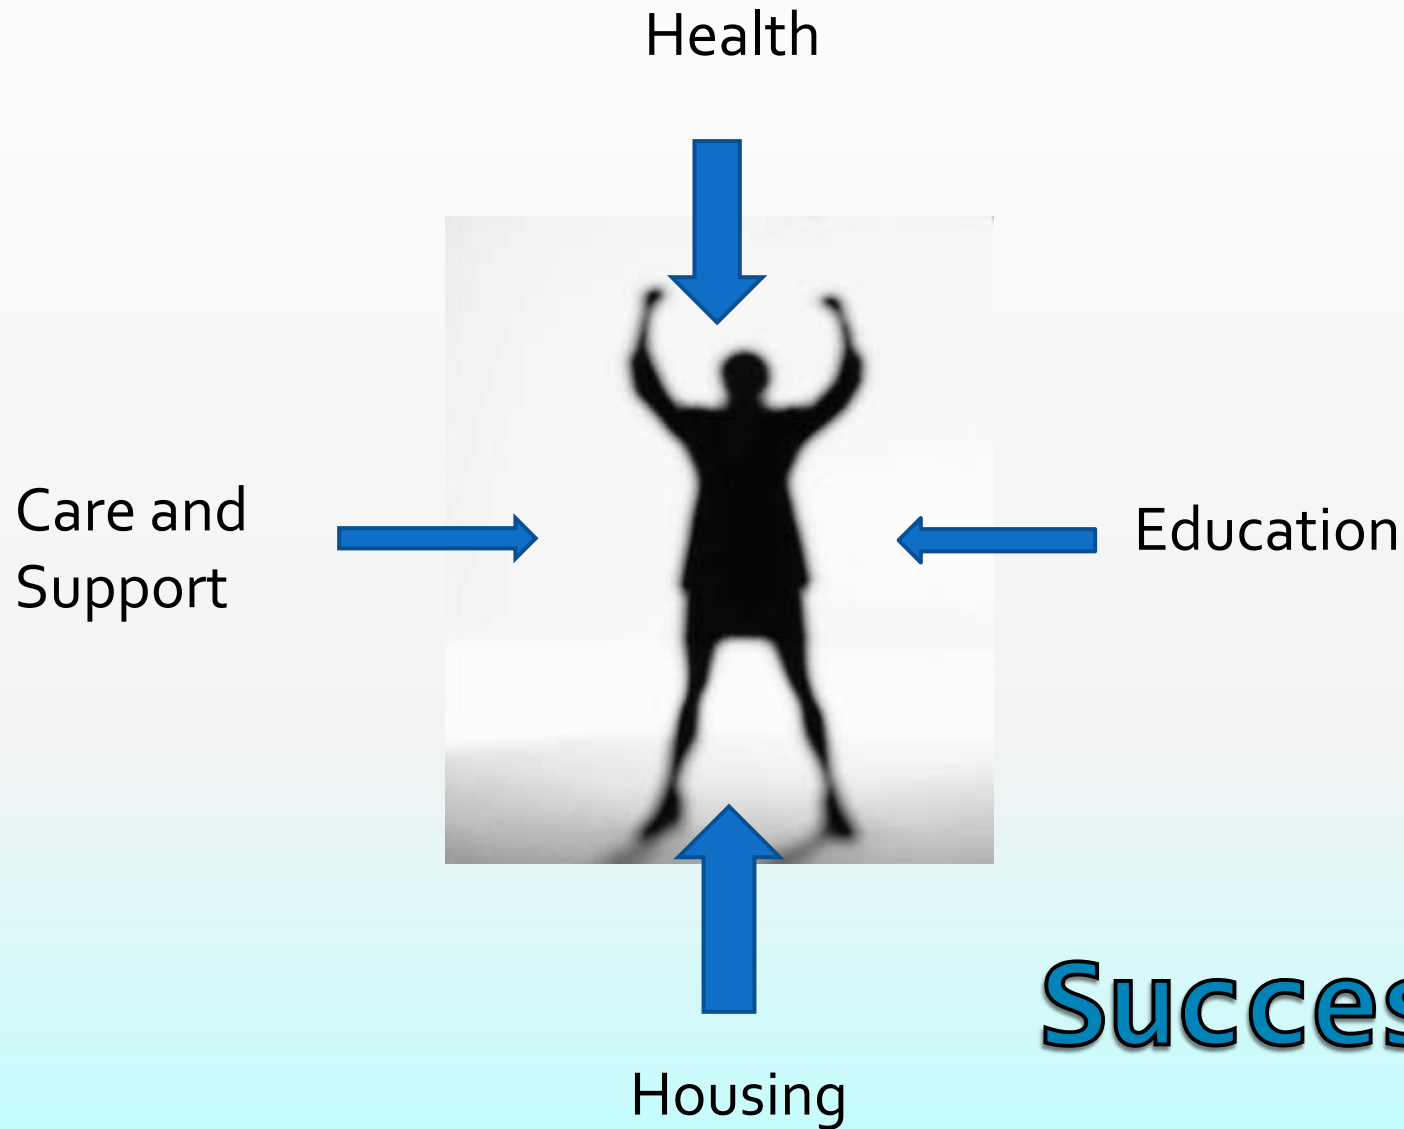 Health
Care and
Support
Education
Succes
Housing